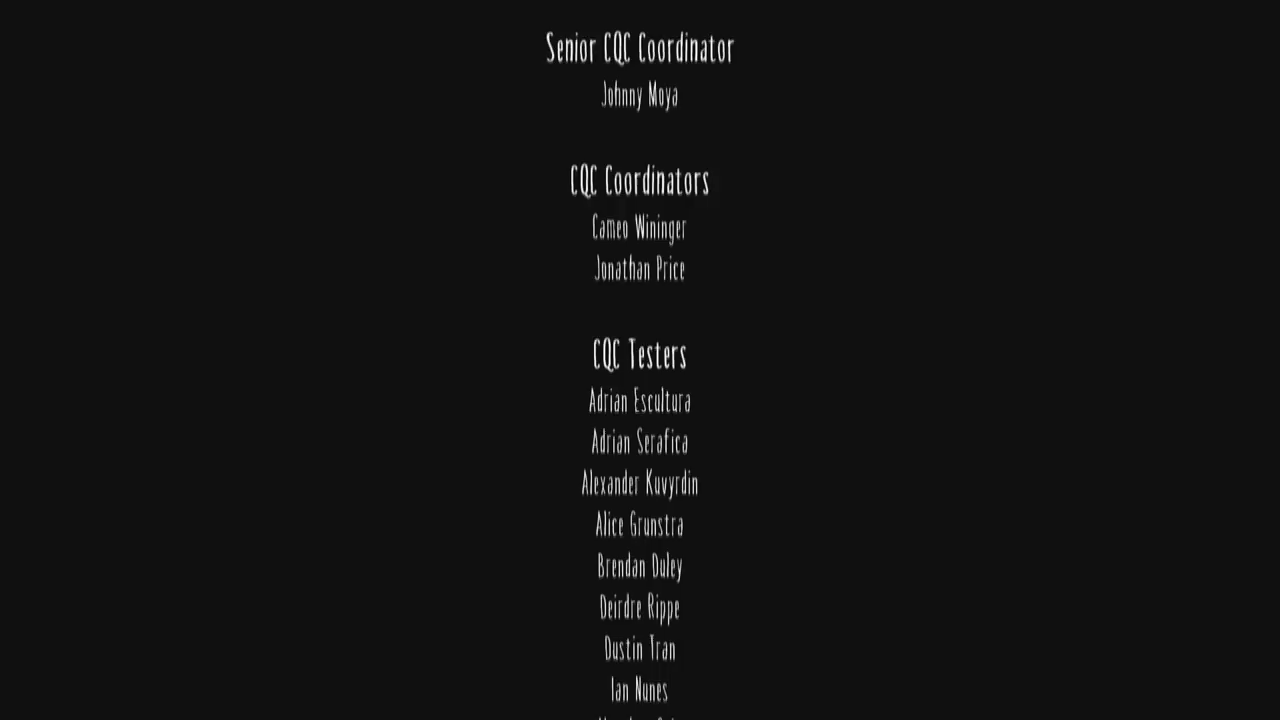 Senior CQC Coordinator
Johnny Moya
CQC Coordinators
Cameo Wininger
Jonathan Price
CQC Testers
Adrian Escultura
Adrian Serafica
Alexander Kuvyrdin
Alice Grunstra
Brendan Duley
Deirdre Rippe
Dustin Tran
Ian Nunes